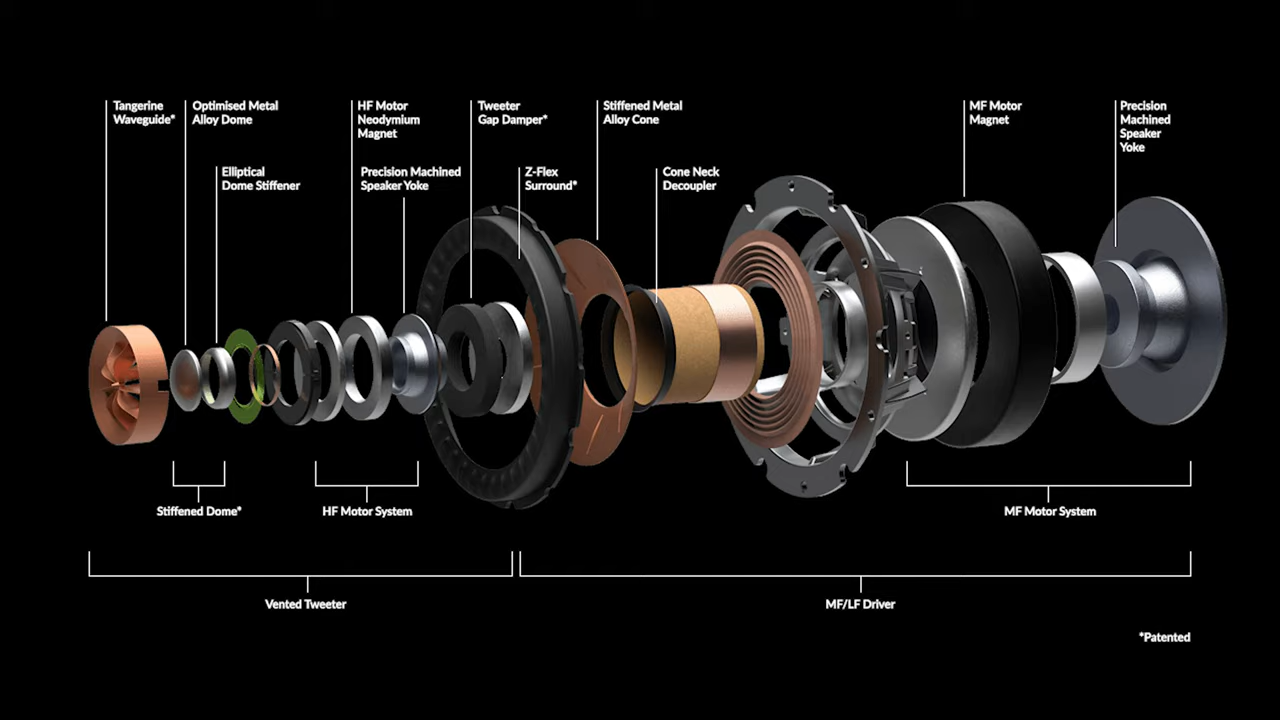 Tangerine
Waveguide*
Optimised Metal
Alloy Dome
HF Motor
Neodymium
Magnet
Tweeter
Gap Damper*
Stiffened Metal
Alloy Cone
MF Motor
Magnet
Precision
Machined
Speaker
Yoke
Elliptical
Dome Stiffener
Precision Machined
Speaker Yoke
Z-Flex
Surround*
Cone Neck
Decoupler
Stiffened Dome*
HF Motor System
MF Motor System
Vented Tweeter
MF/LF Driver
*Patented